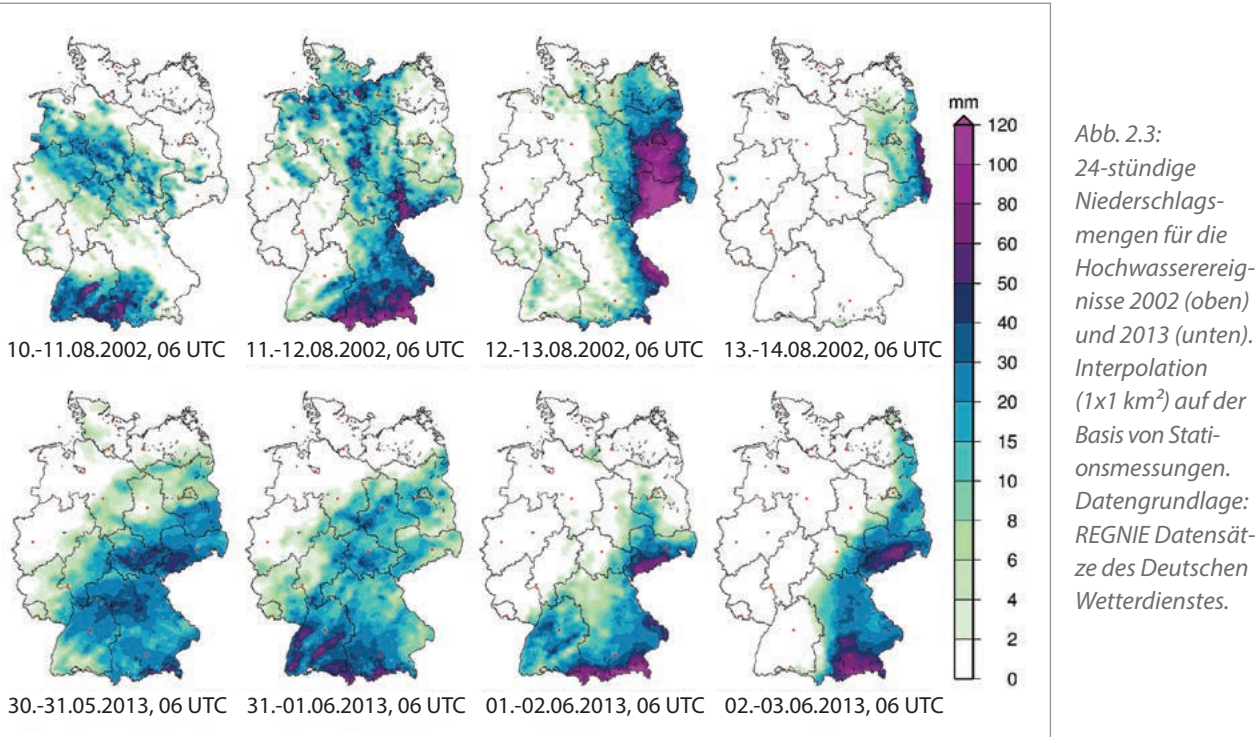 10.-11.08.2002, 06 UTC
11.-12.08.2002, 06 UTC
12.-13.08.2002, 06 UTC
13.-14.08.2002, 06 UTC
30.-31.05.2013, 06 UTC
31.-01.06.2013, 06 UTC
01.-02.06.2013, 06 UTC
02.-03.06.2013, 06 UTC
mm
120
100
80
60
50
40
30
20
15
10
8
6
4
2
0
Abb. 2.3:
24-stündige
Niederschlags-
mengen für die
Hochwasserereig-
nisse 2002 (oben)
und 2013 (unten).
Interpolation
(1x1 km²) auf der
Basis von Stati-
onsmessungen.
Datengrundlage:
REGNIE Datensät-
ze des Deutschen
Wetterdienstes.